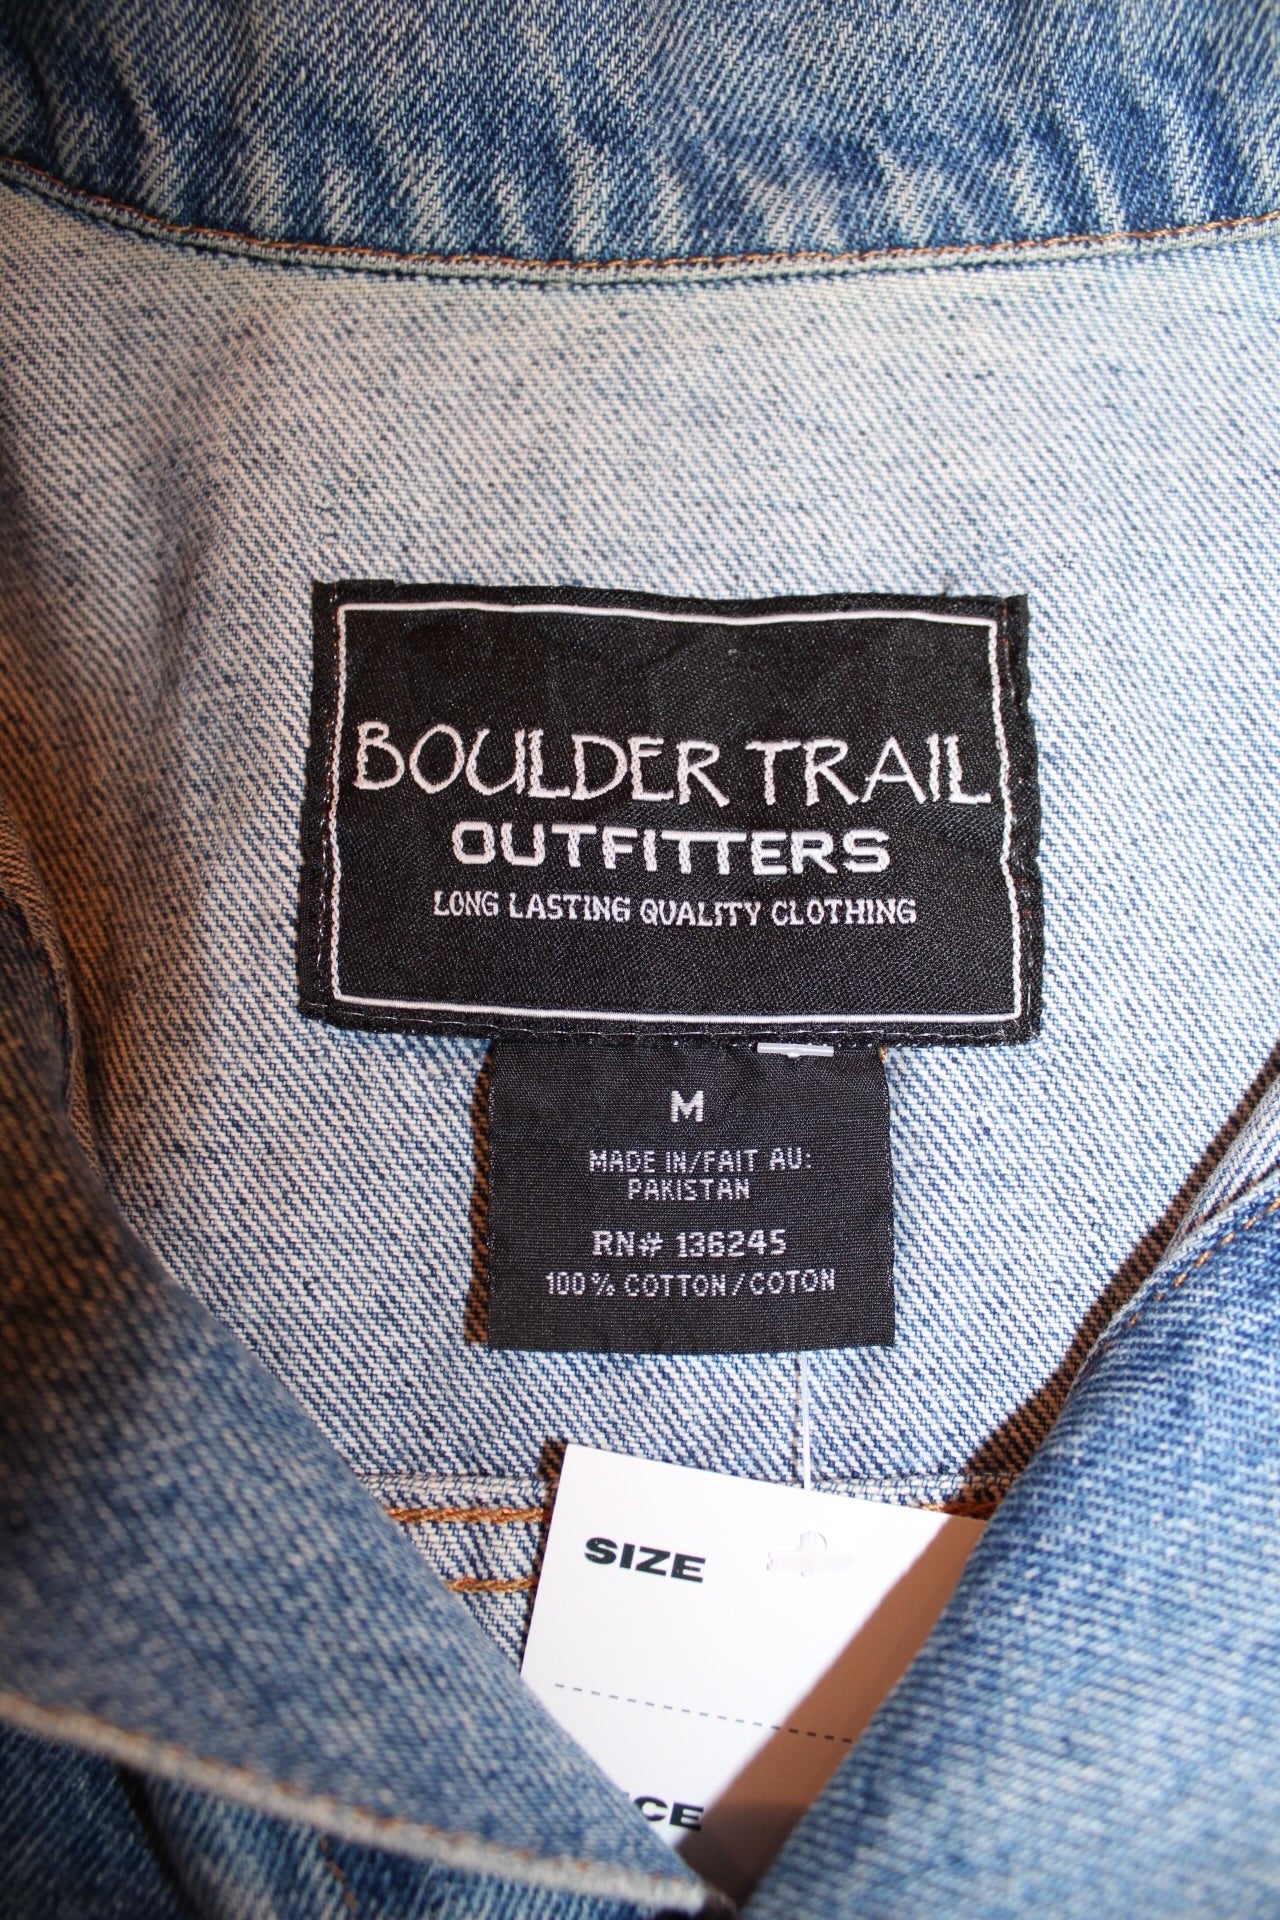 BOULDER TRAIL
OUTFITTERS
LONG LASTING QUALITY CLOTHING
M
MADE IN/FAIT AU:
PAKISTAN
RN# 136245
100% COTTON/COTON
SIZE